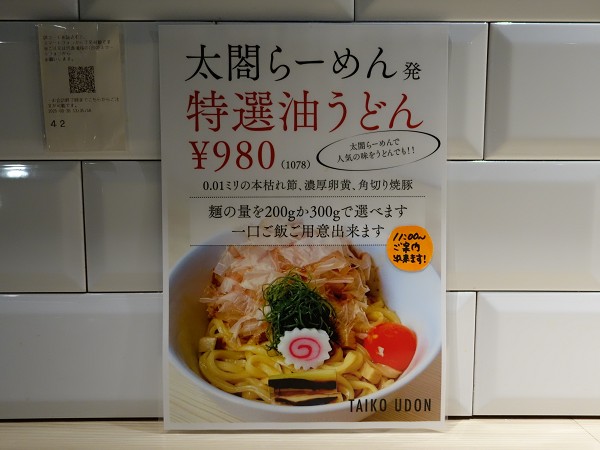 太閤らーめん発
特選油うどん
¥980(1078)
太閤らーめんで
人気の味をうどんでも!!
0.01ミリの本枯れ節、濃厚卵黄、角切り焼豚
麺の量を200gか300gで選べます
一口ご飯ご用意出来ます
11:00〜
ご案内
出来ます!
TAIKO UDON
42